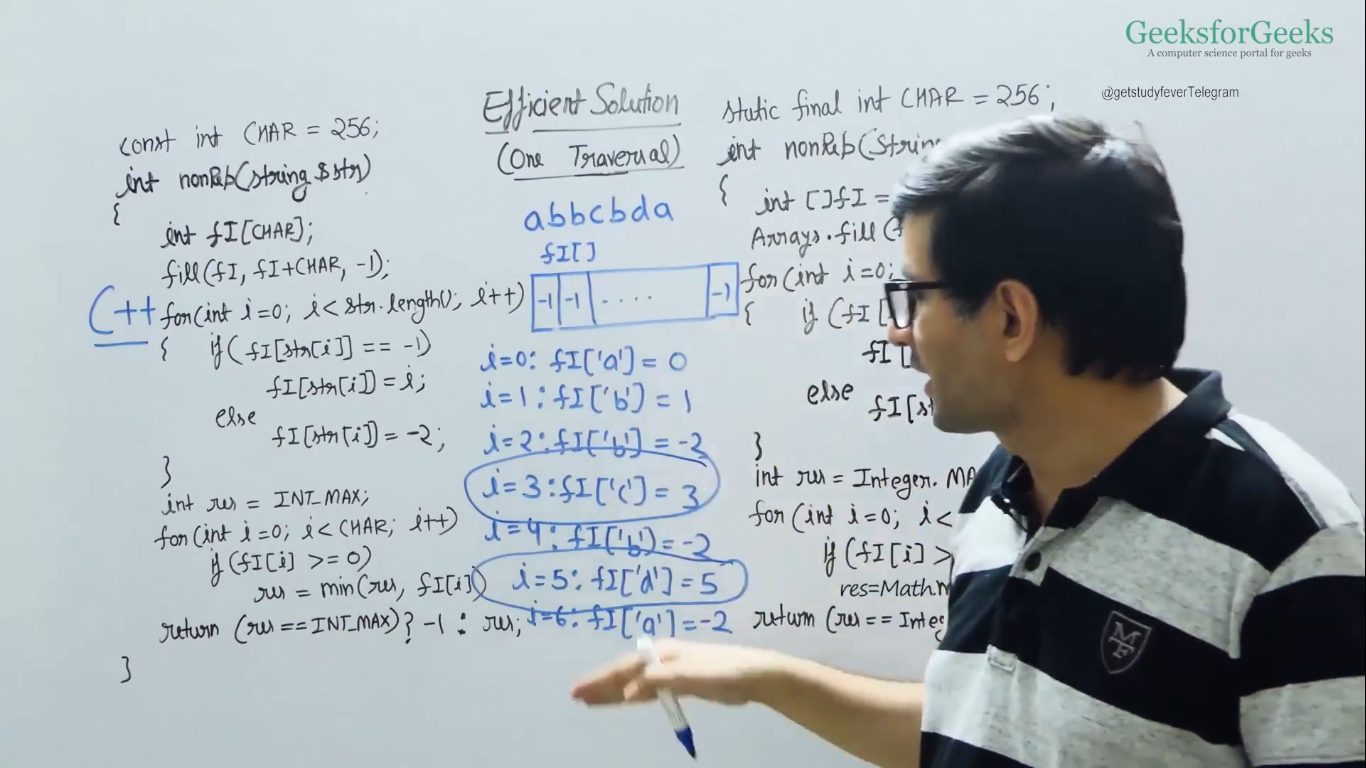 GeeksforGeeks
A computer science portal for geeks
@getstudyfeverTelegram
const int CHAR = 256;
int nonRep(string &str)
{
int fI[CHAR];
fill(fI, fI+CHAR, -1);
C++
for(int i=0; i<str.length(); i++)
{ if(fI[str[i]] == -1)
fI[str[i]] = i;
else
fI[str[i]] = -2;
}
int res = INT_MAX;
for(int i=0; i<CHAR; i++)
if(fI[i] >= 0)
res = min(res, fI[i])
return (res == INT_MAX) ? -1 : res;
}
Efficient Solution
(One Traversal)
abbcbda
fI[]
-1 -1 .... -1
i=0: fI['a'] = 0
i=1: fI['b'] = 1
i=2: fI['b'] = -2
i=3: fI['c'] = 3
i=4: fI['b'] = -2
i=5: fI['d'] = 5
i=6: fI['a'] = -2
static final int CHAR = 256;
int nonRep(String
{ int []fI =
Arrays.fill(
for(int i=0;
{ if (fI[
fI[
else
fI[st
}
int res = Integer. MA
for(int i=0; i<
if(fI[i] >
res=Math.m
return (res == Integ
MF